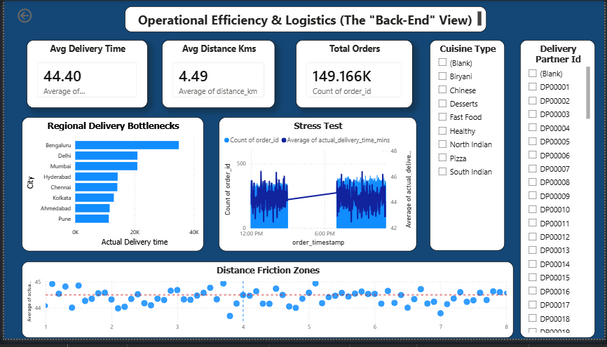 Operational Efficiency & Logistics (The "Back-End" View)
Avg Delivery Time
44.40
Average of...
Avg Distance Kms
4.49
Average of distance_km
Total Orders
149.166K
Count of order_id
Cuisine Type
(Blank)
Biryani
Chinese
Desserts
Fast Food
Healthy
North Indian
Pizza
South Indian
Delivery
Partner Id
(Blank)
DP00001
DP00002
DP00003
DP00004
DP00005
DP00006
DP00007
DP00008
DP00009
DP00010
DP00011
DP00012
DP00013
DP00014
DP00015
DP00016
DP00017
DP00018
DP00019
Regional Delivery Bottlenecks
City
Bengaluru
Delhi
Mumbai
Hyderabad
Chennai
Kolkata
Ahmedabad
Pune
0K 20K 40K
Actual Delivery time
Stress Test
Count of order_id Average of actual_delivery_time_mins
Count of order_id
500
0
48
46
44
42
Average of actual_delive...
12:00 PM 6:00 PM
order_timestamp
Distance Friction Zones
Average of actua...
45
44
1 2 3 4 5 6 7 8